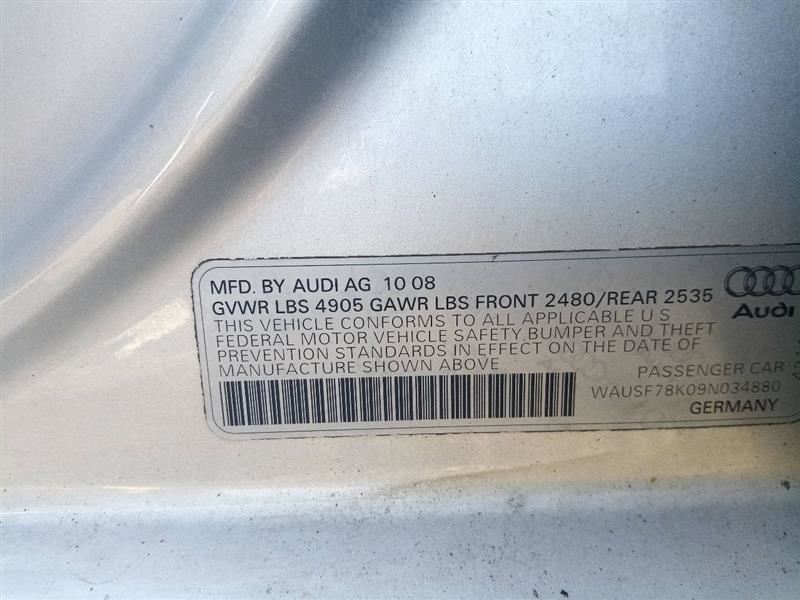 MFD. BY AUDI AG 10 08
GVWR LBS 4905 GAWR LBS FRONT 2480/REAR 2535
THIS VEHICLE CONFORMS TO ALL APPLICABLE U S
FEDERAL MOTOR VEHICLE SAFETY, BUMPER AND THEFT
PREVENTION STANDARDS IN EFFECT ON THE DATE OF
MANUFACTURE SHOWN ABOVE
Audi
PASSENGER CAR
WAUSF78K09N034880
GERMANY